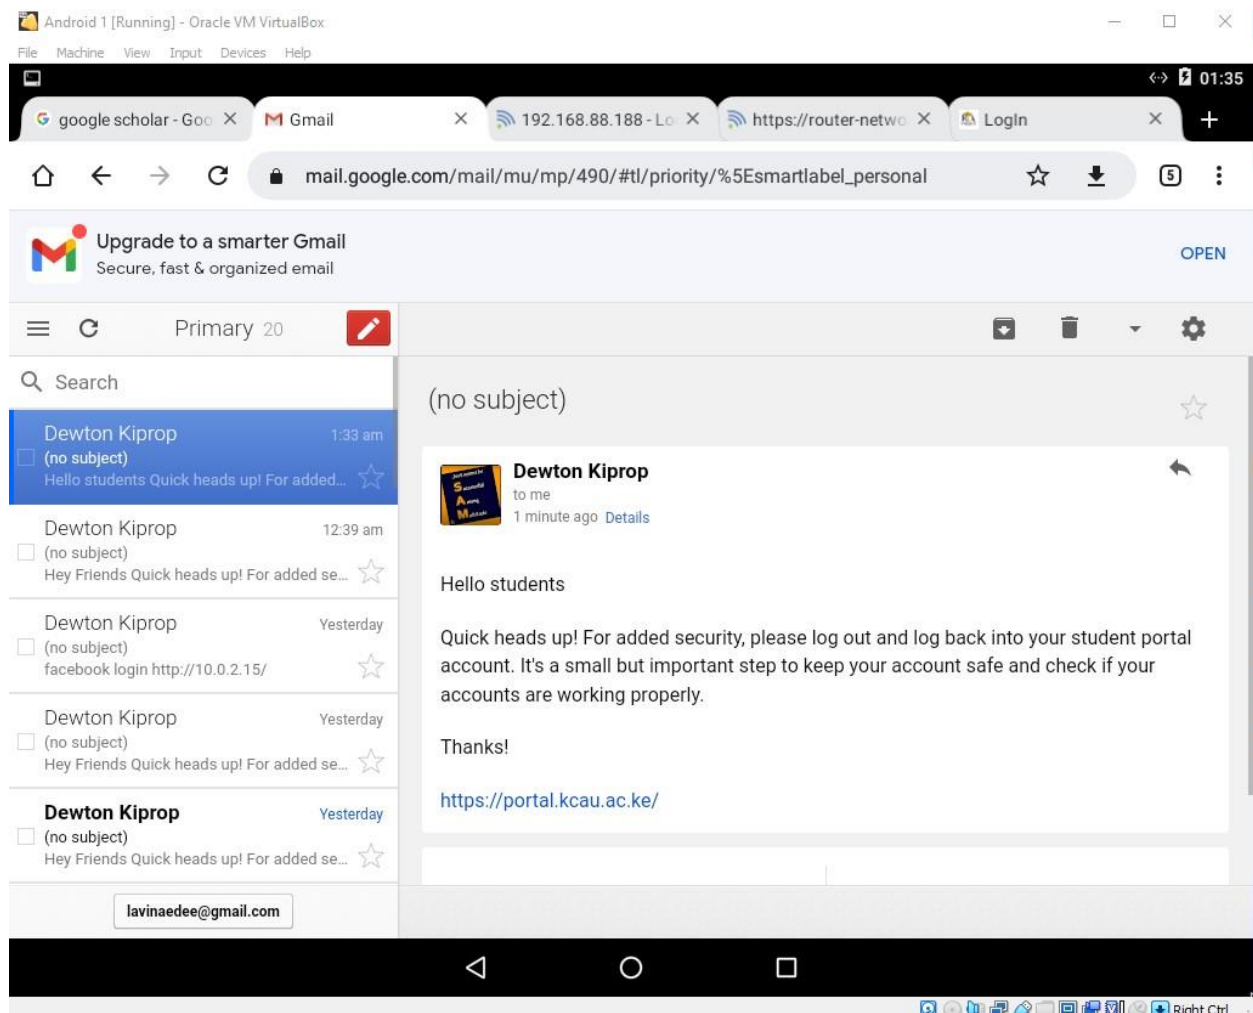 Android 1 [Running] - Oracle VM VirtualBox
File Machine View Input Devices Help
01:35
google scholar - Goo
Gmail
192.168.88.188 - Lo
https://router-netwo
LogIn
mail.google.com/mail/mu/mp/490/#tl/priority/%5Esmartlabel_personal
5
Upgrade to a smarter Gmail
Secure, fast & organized email
OPEN
Primary 20
Search
Dewton Kiprop 1:33 am
(no subject)
Hello students Quick heads up! For added...
Dewton Kiprop 12:39 am
(no subject)
Hey Friends Quick heads up! For added se...
Dewton Kiprop Yesterday
(no subject)
facebook login http://10.0.2.15/
Dewton Kiprop Yesterday
(no subject)
Hey Friends Quick heads up! For added se...
Dewton Kiprop Yesterday
(no subject)
Hey Friends Quick heads up! For added se...
lavinaedee@gmail.com
(no subject)
Dewton Kiprop
to me
1 minute ago Details
Hello students
Quick heads up! For added security, please log out and log back into your student portal
account. It's a small but important step to keep your account safe and check if your
accounts are working properly.
Thanks!
https://portal.kcau.ac.ke/
Right Ctrl